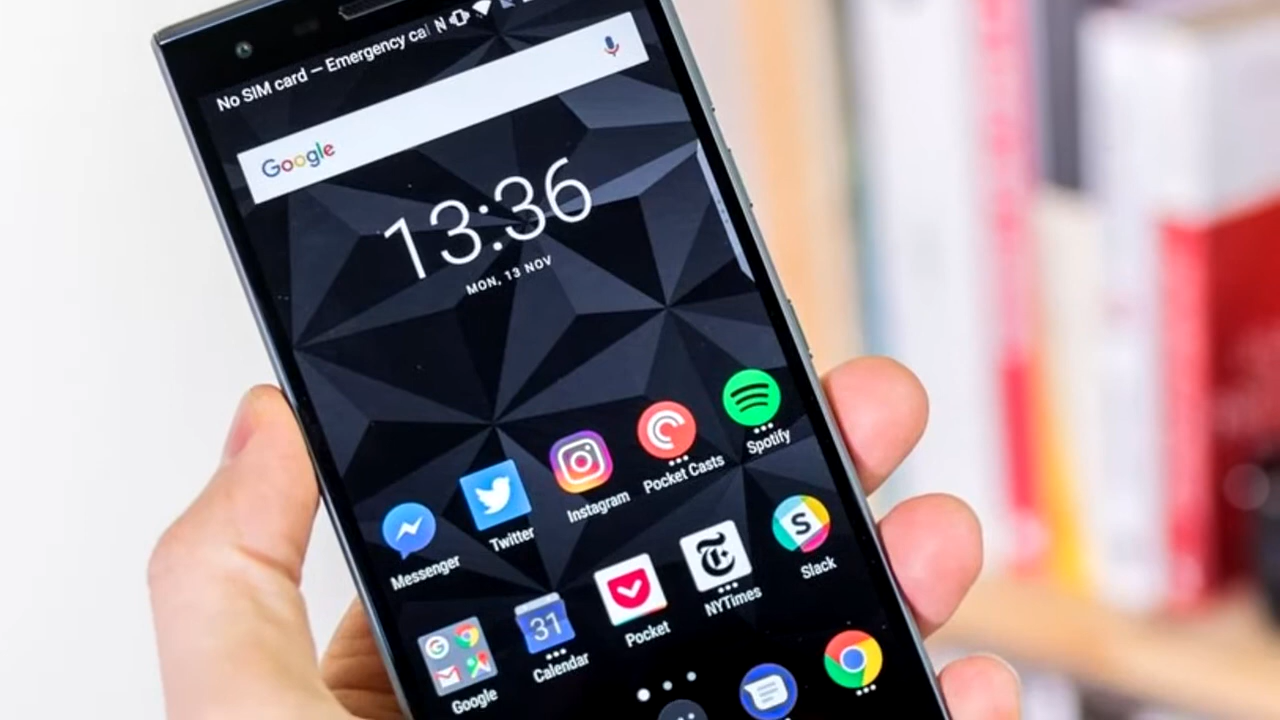 No SIM card — Emergency cal
Google
13:36
MON, 13 NOV
Messenger
Twitter
Instagram
Pocket Casts
Spotify
Google
31
Calendar
Pocket
NYTimes
S
Slack